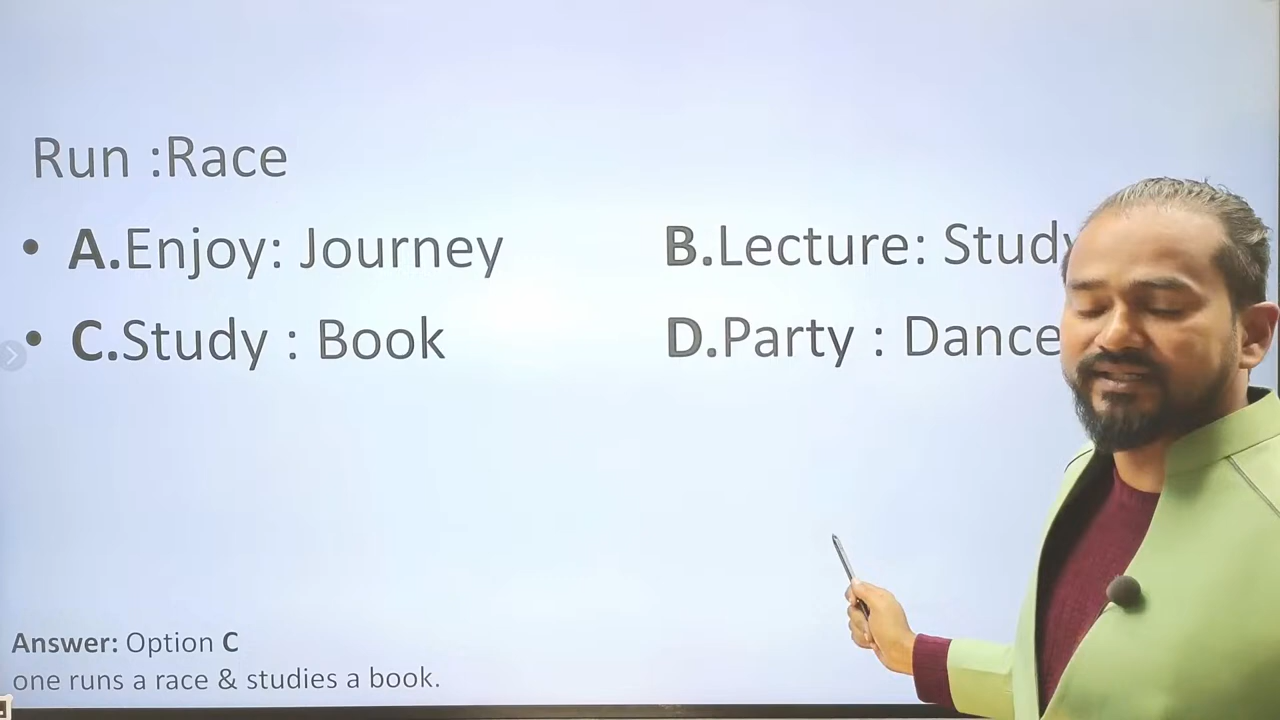 Run :Race
• A.Enjoy: Journey B.Lecture: Study
• C.Study : Book D.Party : Dance
Answer: Option C
one runs a race & studies a book.